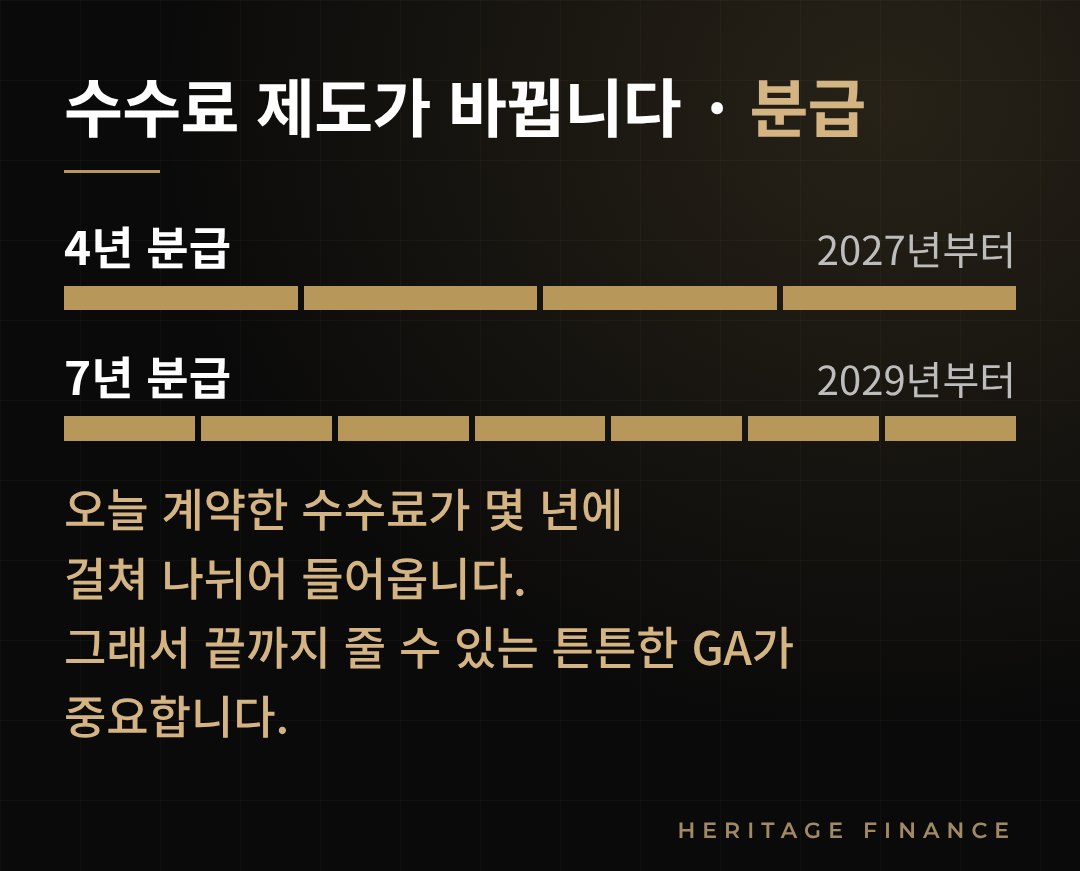 수수료 제도가 바뀝니다 · 분급
4년 분급 2027년부터
7년 분급 2029년부터
오늘 계약한 수수료가 몇 년에
걸쳐 나뉘어 들어옵니다.
그래서 끝까지 줄 수 있는 튼튼한 GA가
중요합니다.
HERITAGE FINANCE